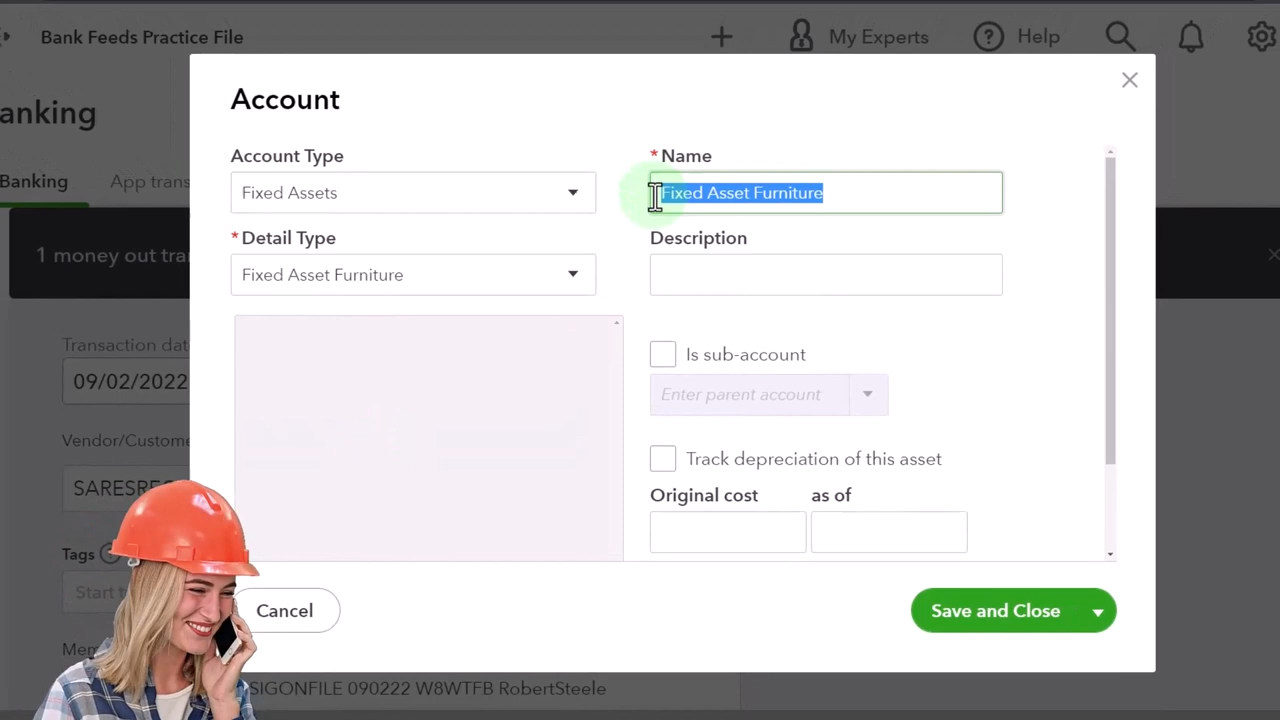 Bank Feeds Practice File
My Experts
Help
anking
Banking
App trans
1 money out tran
Account
Account Type
Fixed Assets
* Detail Type
Fixed Asset Furniture
* Name
Fixed Asset Furniture
Description
Is sub-account
Enter parent account
Track depreciation of this asset
Original cost
as of
Cancel
Save and Close
Transaction date
09/02/2022
Vendor/Custome
SARESRE
Tags
Start t
Mem
SIGONFILE 090222 W8WTFB RobertSteele